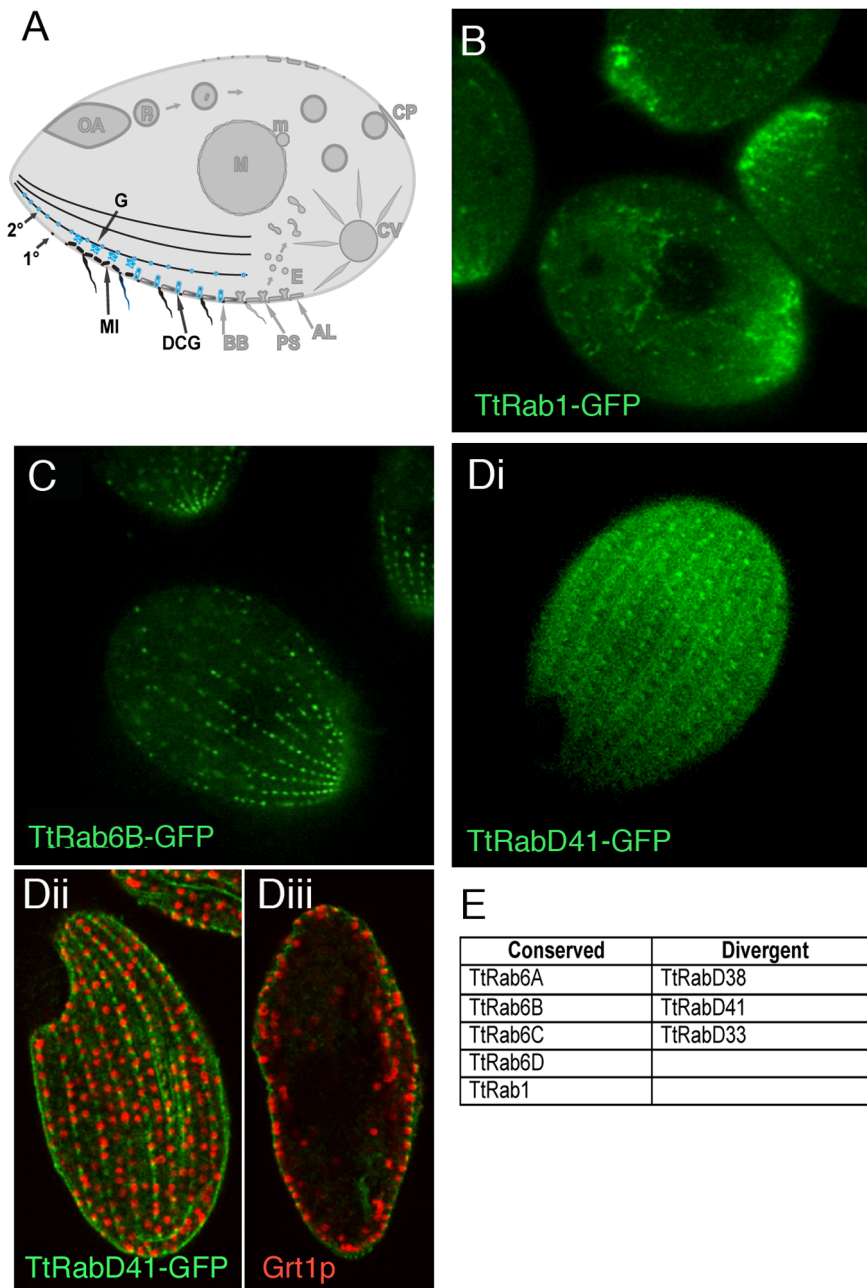 A
OA
P
CP
m
M
G
CV
2°
1°
E
MI
DCG
BB
PS
AL
B
TtRab1-GFP
C
TtRab6B-GFP
Di
TtRabD41-GFP
Dii
TtRabD41-GFP
Diii
Grt1p
E
Conserved Divergent
TtRab6A TtRabD38
TtRab6B TtRabD41
TtRab6C TtRabD33
TtRab6D
TtRab1